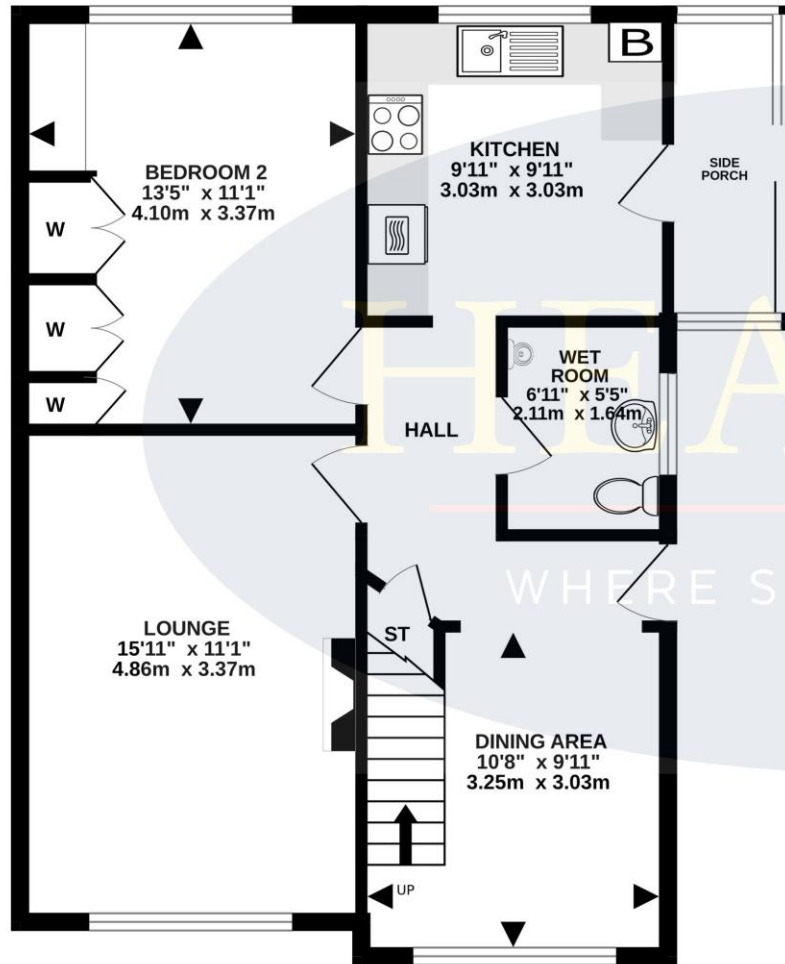 B
KITCHEN
9'11" x 9'11"
3.03m x 3.03m
SIDE
PORCH
BEDROOM 2
13'5" x 11'1"
4.10m x 3.37m
W
W
W
WET
ROOM
6'11" x 5'5"
2.11m x 1.64m
HEA
HALL
WHERE S
LOUNGE
15'11" x 11'1"
4.86m x 3.37m
ST
DINING AREA
10'8" x 9'11"
3.25m x 3.03m
UP